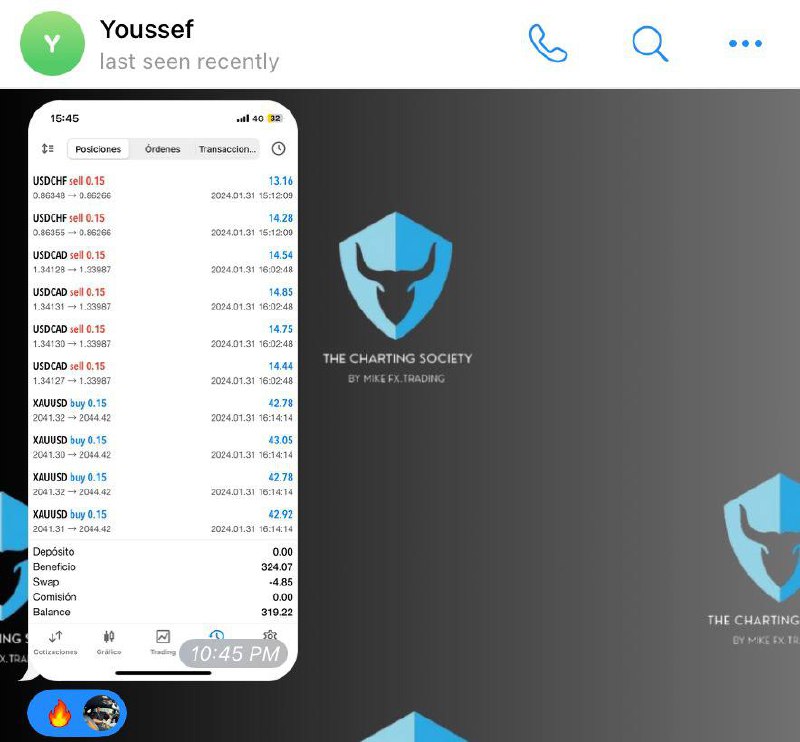 Y
Youssef
last seen recently
15:45
4G 32
Posiciones Órdenes Transaccion...
USDCHF sell 0.15 13.16
0.86348 → 0.86266 2024.01.31 15:12:09
USDCHF sell 0.15 14.28
0.86355 → 0.86266 2024.01.31 15:12:09
USDCAD sell 0.15 14.54
1.34128 → 1.33987 2024.01.31 16:02:48
USDCAD sell 0.15 14.85
1.34131 → 1.33987 2024.01.31 16:02:48
USDCAD sell 0.15 14.75
1.34130 → 1.33987 2024.01.31 16:02:48
USDCAD sell 0.15 14.44
1.34127 → 1.33987 2024.01.31 16:02:48
XAUUSD buy 0.15 42.78
2041.32 → 2044.42 2024.01.31 16:14:14
XAUUSD buy 0.15 43.05
2041.30 → 2044.42 2024.01.31 16:14:14
XAUUSD buy 0.15 42.78
2041.32 → 2044.42 2024.01.31 16:14:14
XAUUSD buy 0.15 42.92
2041.31 → 2044.42 2024.01.31 16:14:14
Depósito 0.00
Beneficio 324.07
Swap -4.85
Comisión 0.00
Balance 319.22
Cotizaciones Gráfico Trading
10:45 PM
THE CHARTING SOCIETY
BY MIKE FX.TRADING
THE CHARTING
BY MIKE FX